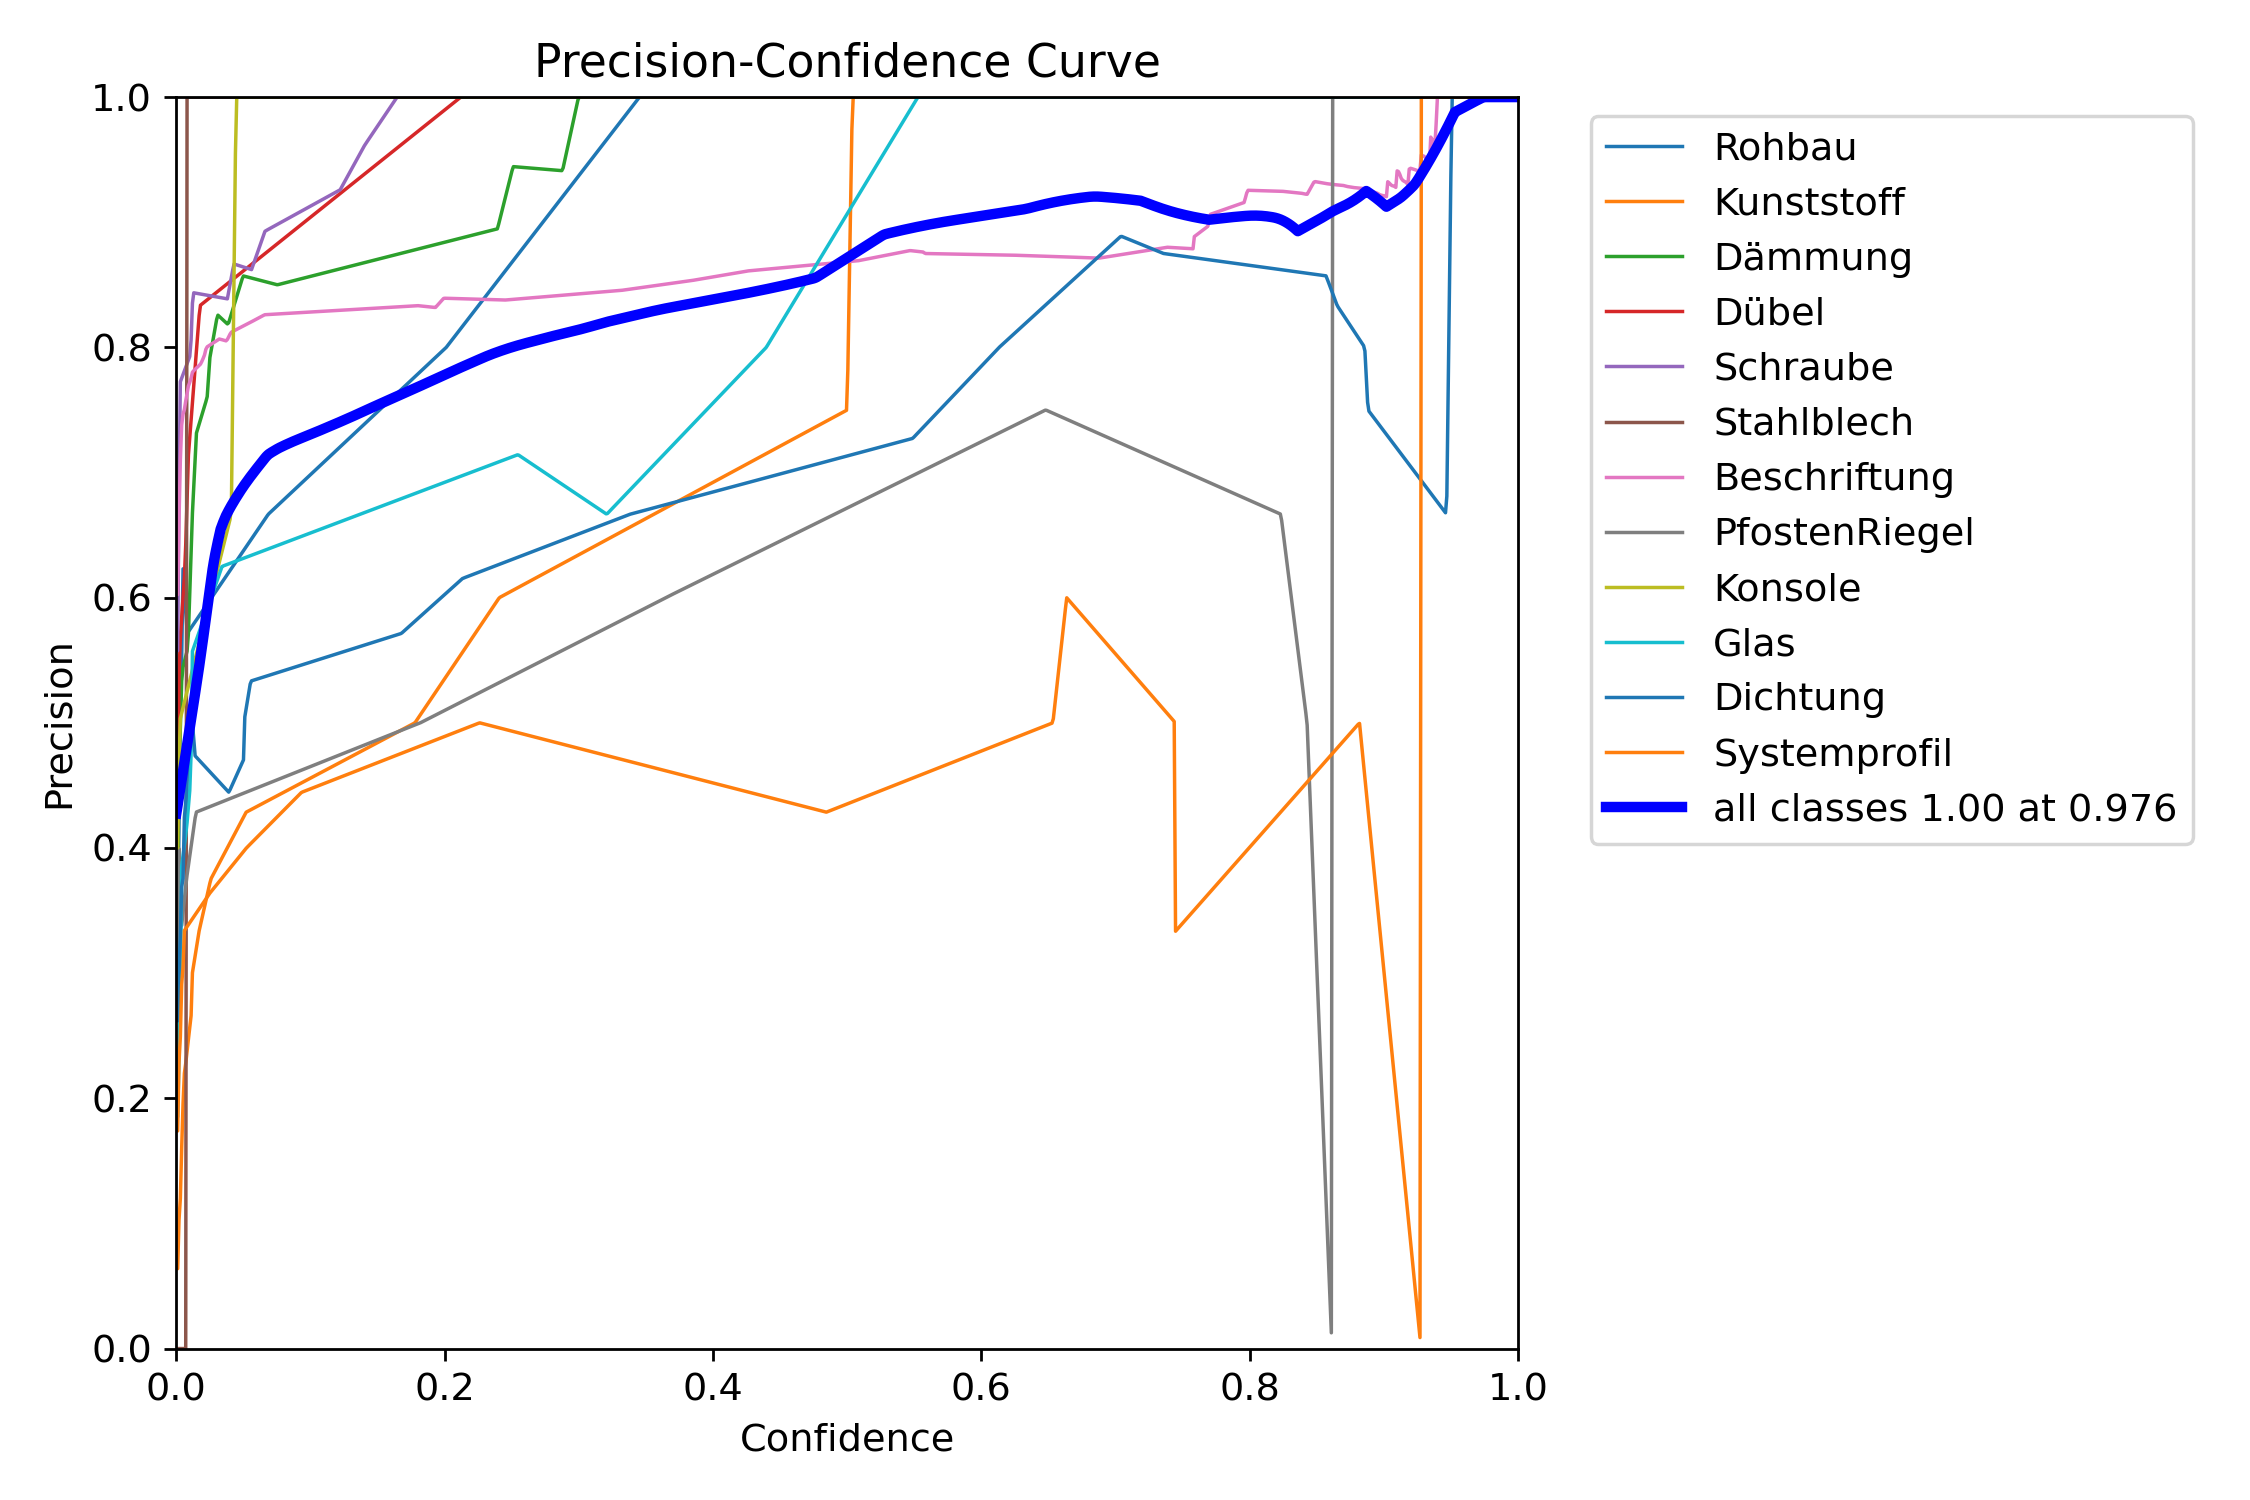 Precision-Confidence Curve
1.0
0.8
0.6
0.4
0.2
0.0
Precision
0.0 0.2 0.4 0.6 0.8 1.0
Confidence
Rohbau
Kunststoff
Dämmung
Dübel
Schraube
Stahlblech
Beschriftung
PfostenRiegel
Konsole
Glas
Dichtung
Systemprofil
all classes 1.00 at 0.976